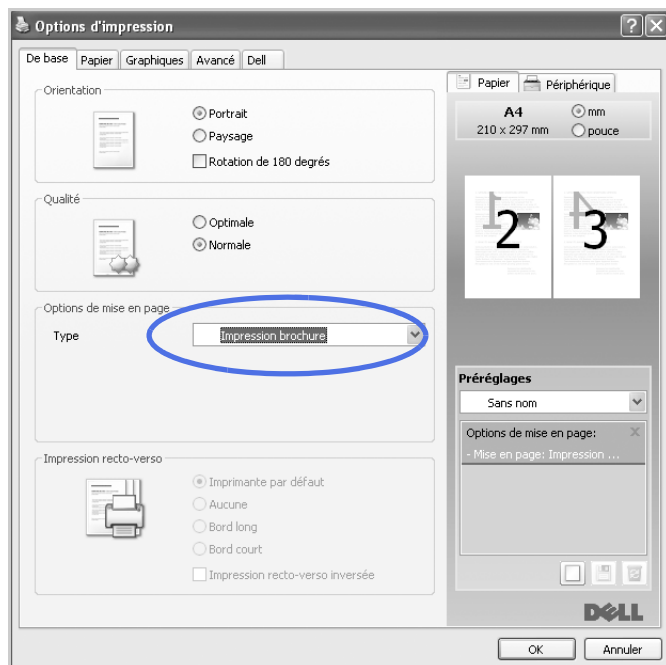 Options d'impression
De base
Papier
Graphiques
Avancé
Dell
Orientation
Portrait
Paysage
Rotation de 180 degrés
Qualité
Optimale
Normale
Options de mise en page
Type
Impression brochure
Impression recto-verso
Imprimante par défaut
Aucune
Bord long
Bord court
Impression recto-verso inversée
Papier
Périphérique
A4
210 x 297 mm
mm
pouce
1
2
4
3
Préréglages
Sans nom
Options de mise en page:
- Mise en page: Impression ...
DELL
OK
Annuler